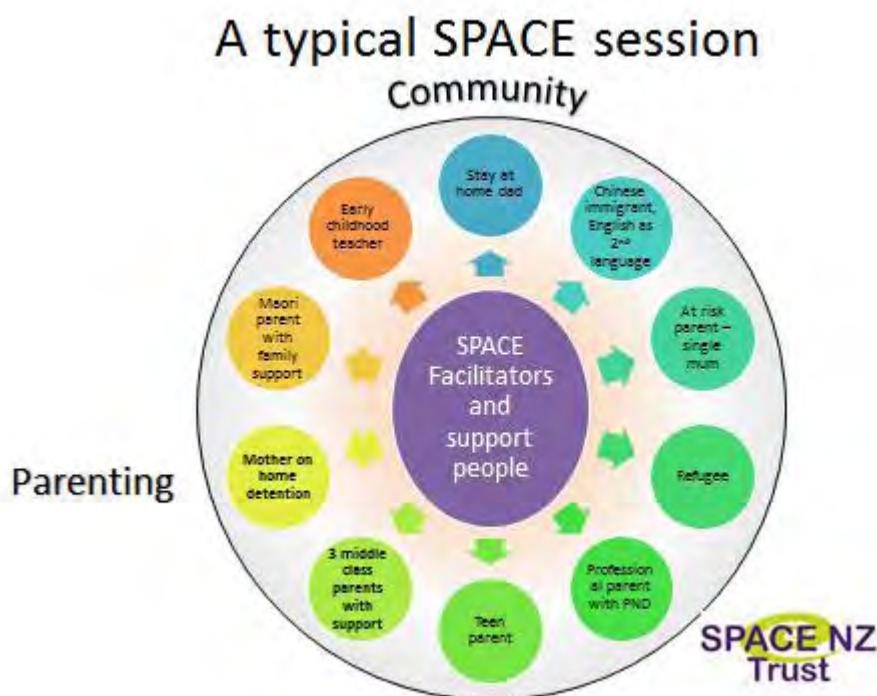 A typical SPACE session
Community
Stay at
home dad
Chinese
immigrant,
English as
2nd
language
At risk
parent –
single
mum
Refugee
Profession
al parent
with PND
Teen
parent
3 middle
class
parents
with
support
Mother on
home
detention
Maori
parent
with
family
support
Early
childhood
teacher
SPACE
Facilitators
and
support
people
Parenting
SPACE NZ
Trust